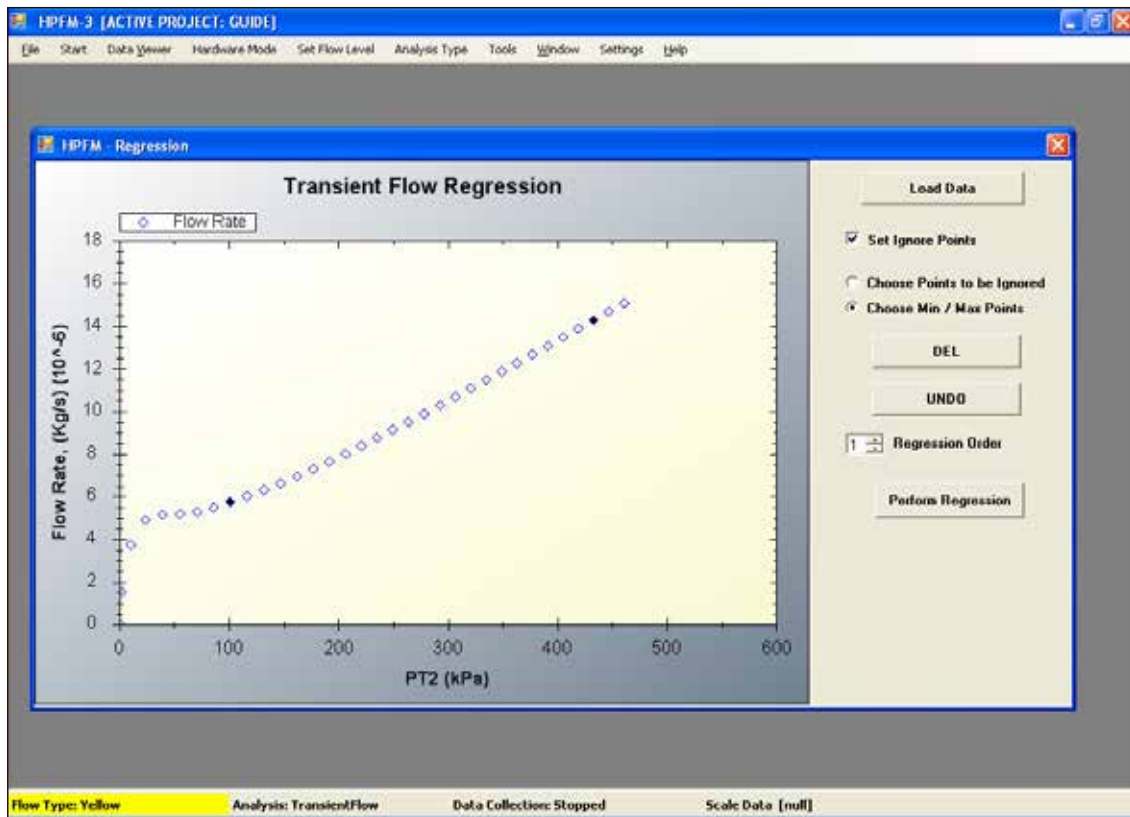 HPFM-3 [ACTIVE PROJECT: GUIDE]
File Start Data Viewer Hardware Mode Set Flow Level Analysis Type Tools Window Settings Help
HPFM - Regression
Transient Flow Regression
Flow Rate
18
16
14
12
10
8
6
4
2
0
Flow Rate, (Kg/s) (10^-6)
0 100 200 300 400 500 600
PT2 (kPa)
Load Data
Set Ignore Points
Choose Points to be Ignored
Choose Min / Max Points
DEL
UNDO
1 Regression Order
Perform Regression
Flow Type: Yellow Analysis: TransientFlow Data Collection: Stopped Scale Data [null]